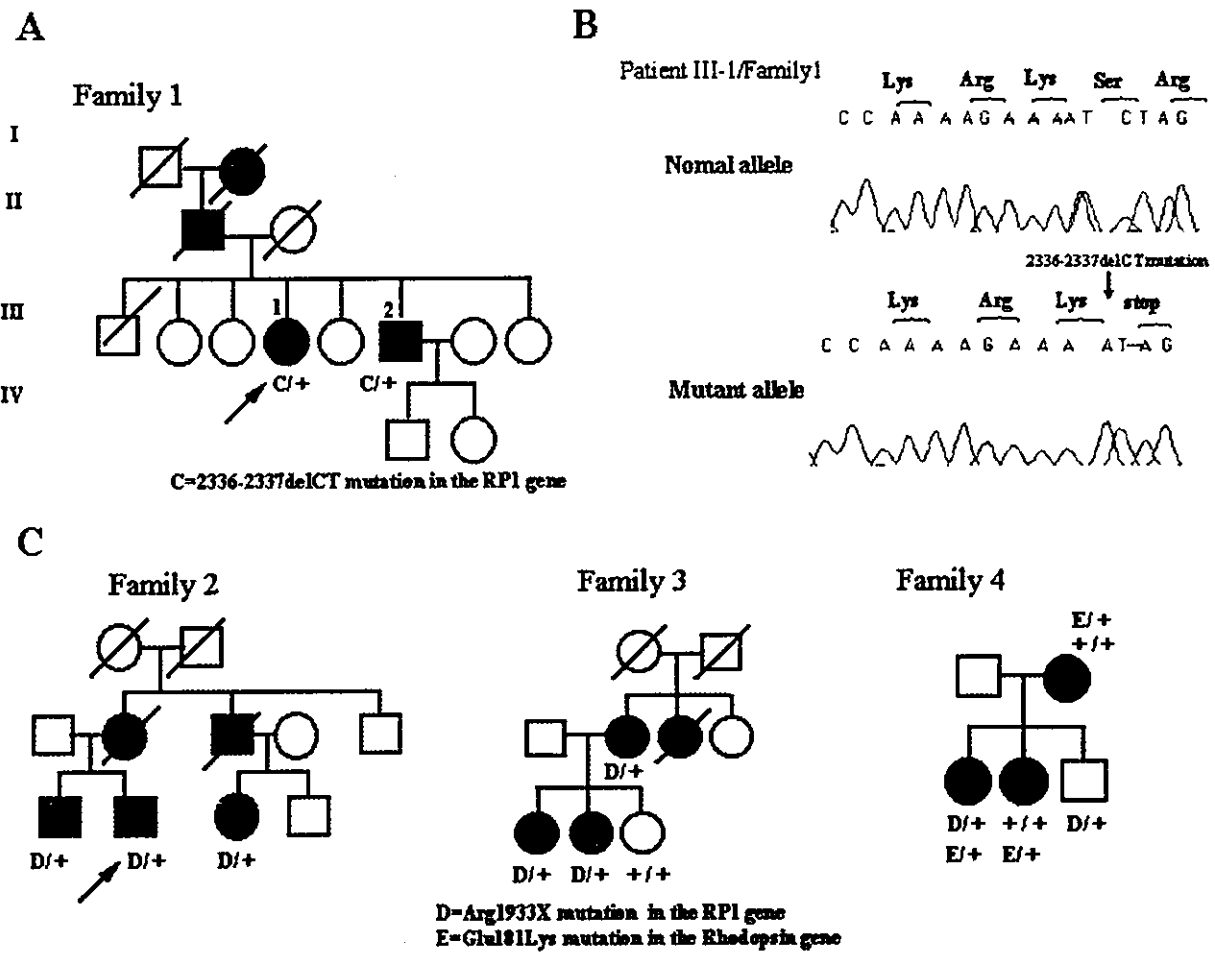 A
Family 1
I
II
III
IV
1
2
C/+
C/+
C=2336-2337delCT mutation in the RP1 gene
B
Patient III-1/Family1
Lys Arg Lys Ser Arg
C C A A A A G A A A A T C T A G
Nomal allele
2336-2337delCTmutation
Lys Arg Lys stop
C C A A A A G A A A A T A G
Mutant allele
C
Family 2
D/+
D/+
D/+
Family 3
D/+
D/+ D/+ +/+
Family 4
E/+
+/+
D/+ +/+ D/+
E/+ E/+
D=Arg1933X mutation in the RP1 gene
E=Glu181Lys mutation in the Rhodopsin gene